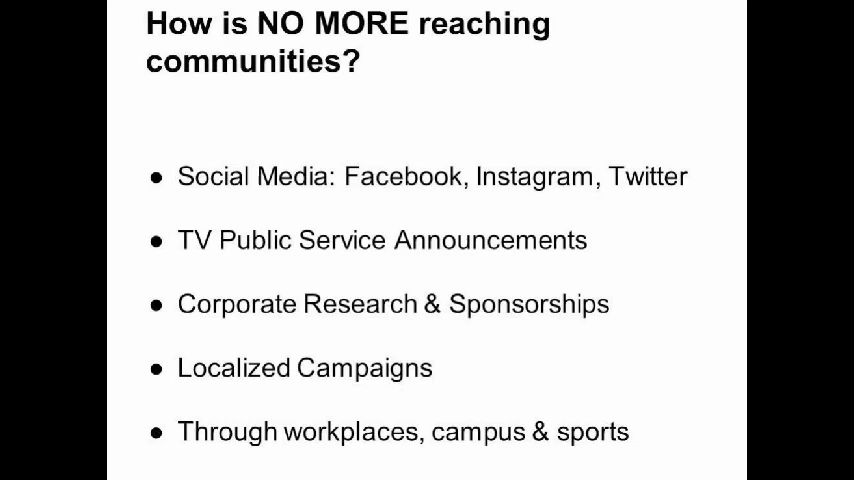 How is NO MORE reaching
communities?
● Social Media: Facebook, Instagram, Twitter
● TV Public Service Announcements
● Corporate Research & Sponsorships
● Localized Campaigns
● Through workplaces, campus & sports